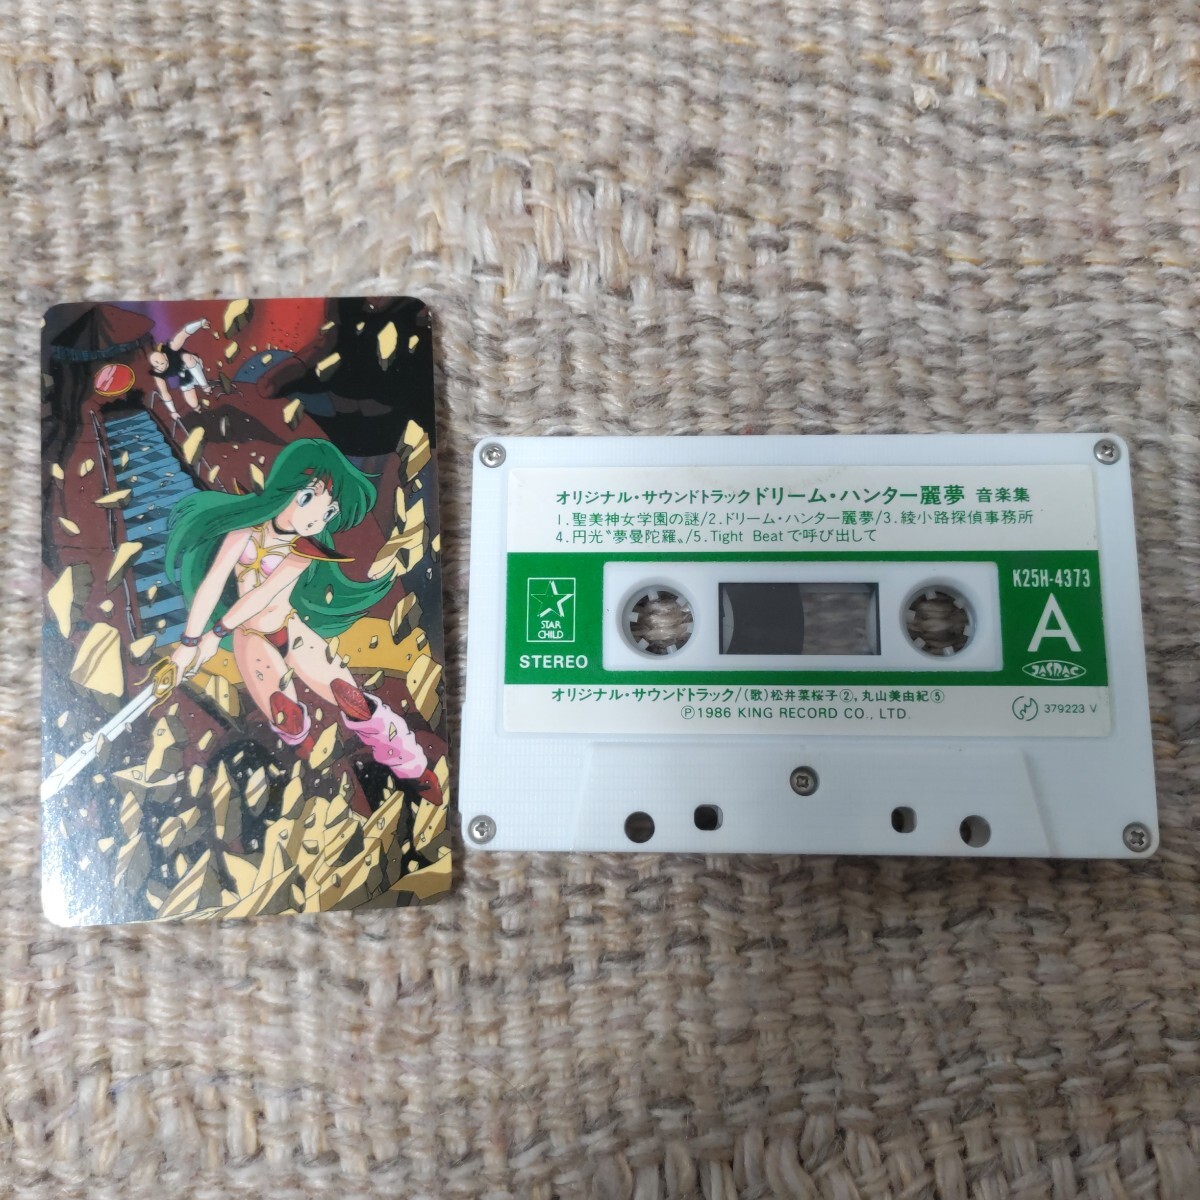 オリジナル・サウンドトラックドリーム・ハンター麗夢 音楽集
1.聖美神女学園の謎/2.ドリーム・ハンター麗夢/3.綾小路探偵事務所
4.円光〝夢曼陀羅〟/5.Tight Beatで呼び出して
K25H-4373
A
STAR
CHILD
STEREO
JASRAC
オリジナル・サウンドトラック/(歌)松井菜桜子②,丸山美由紀⑤
Ⓟ1986 KING RECORD CO., LTD.
379223 V